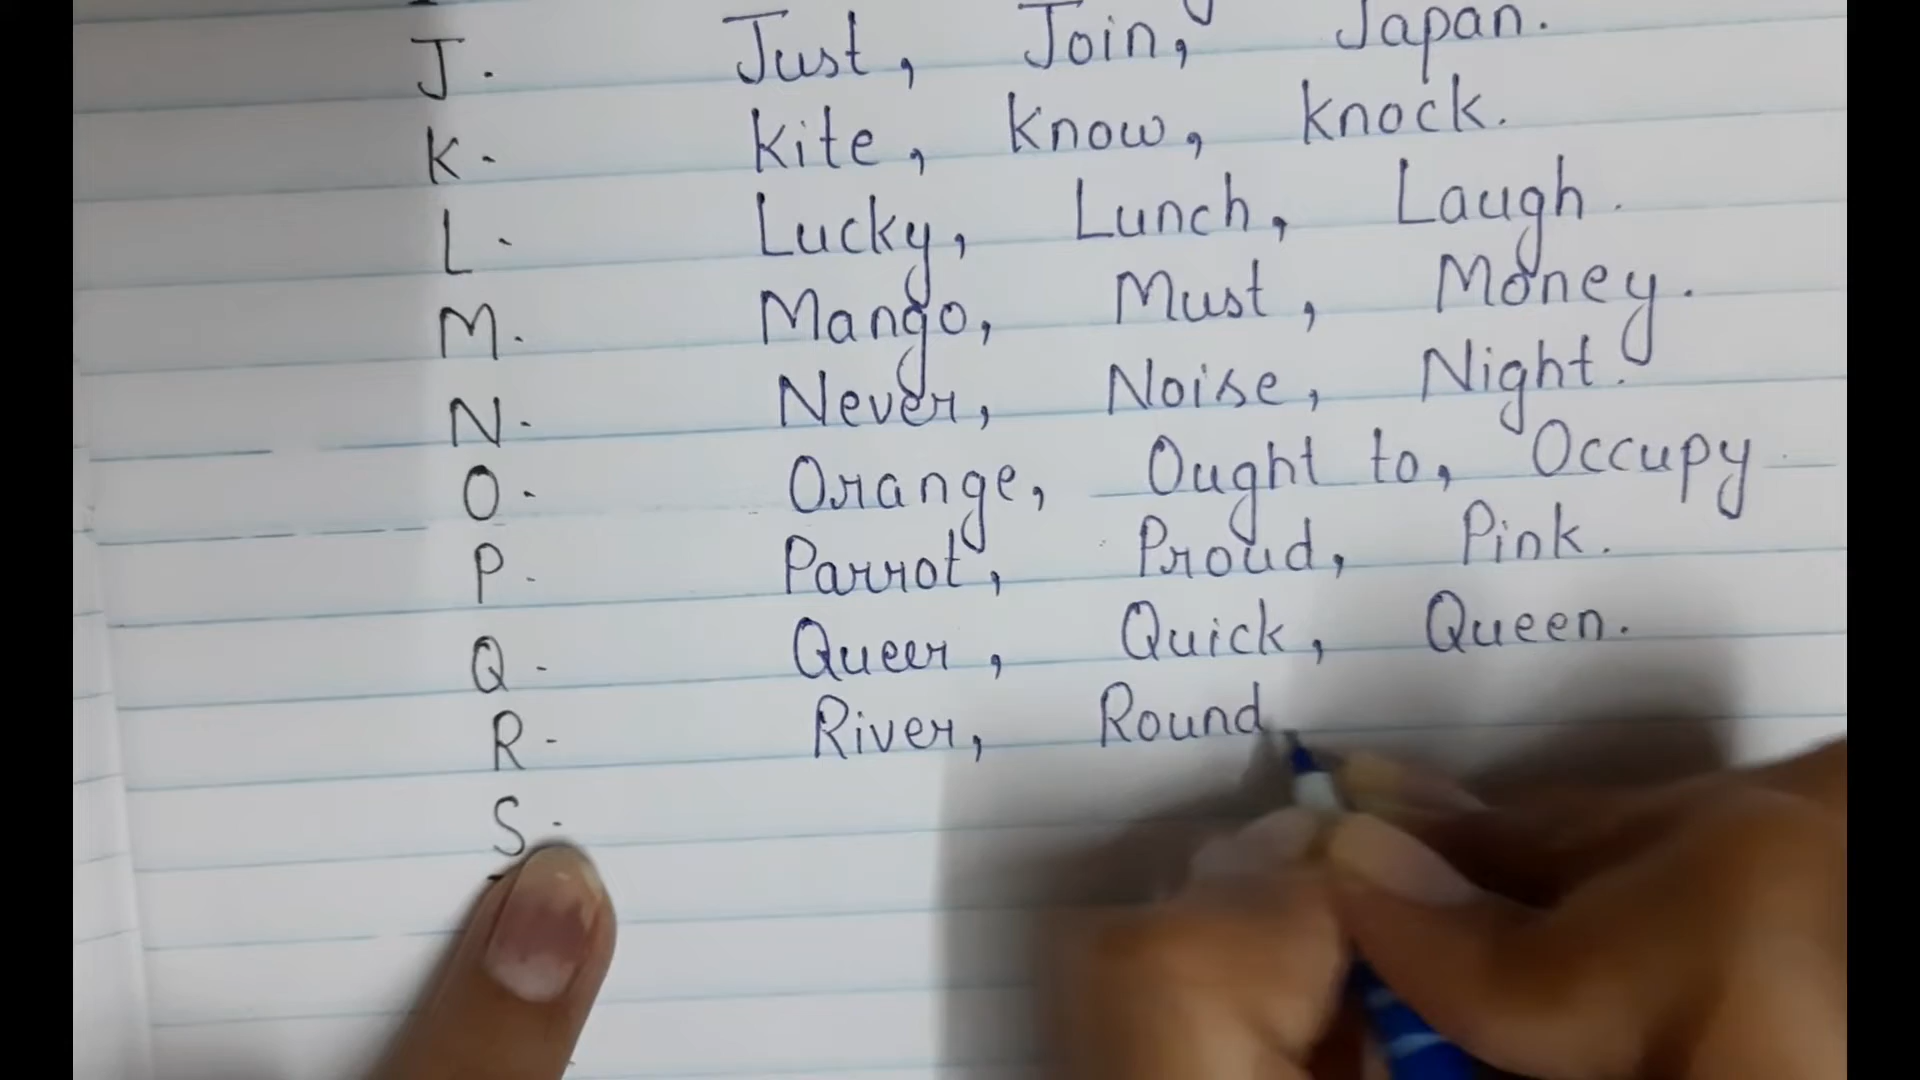 J. Just, Join, Japan.
K. Kite, Know, Knock.
L. Lucky, Lunch, Laugh.
M. Mango, Must, Money.
N. Never, Noise, Night.
O. Orange, Ought to, Occupy
P. Parrot, Proud, Pink.
Q. Queer, Quick, Queen.
R. River, Round
S.